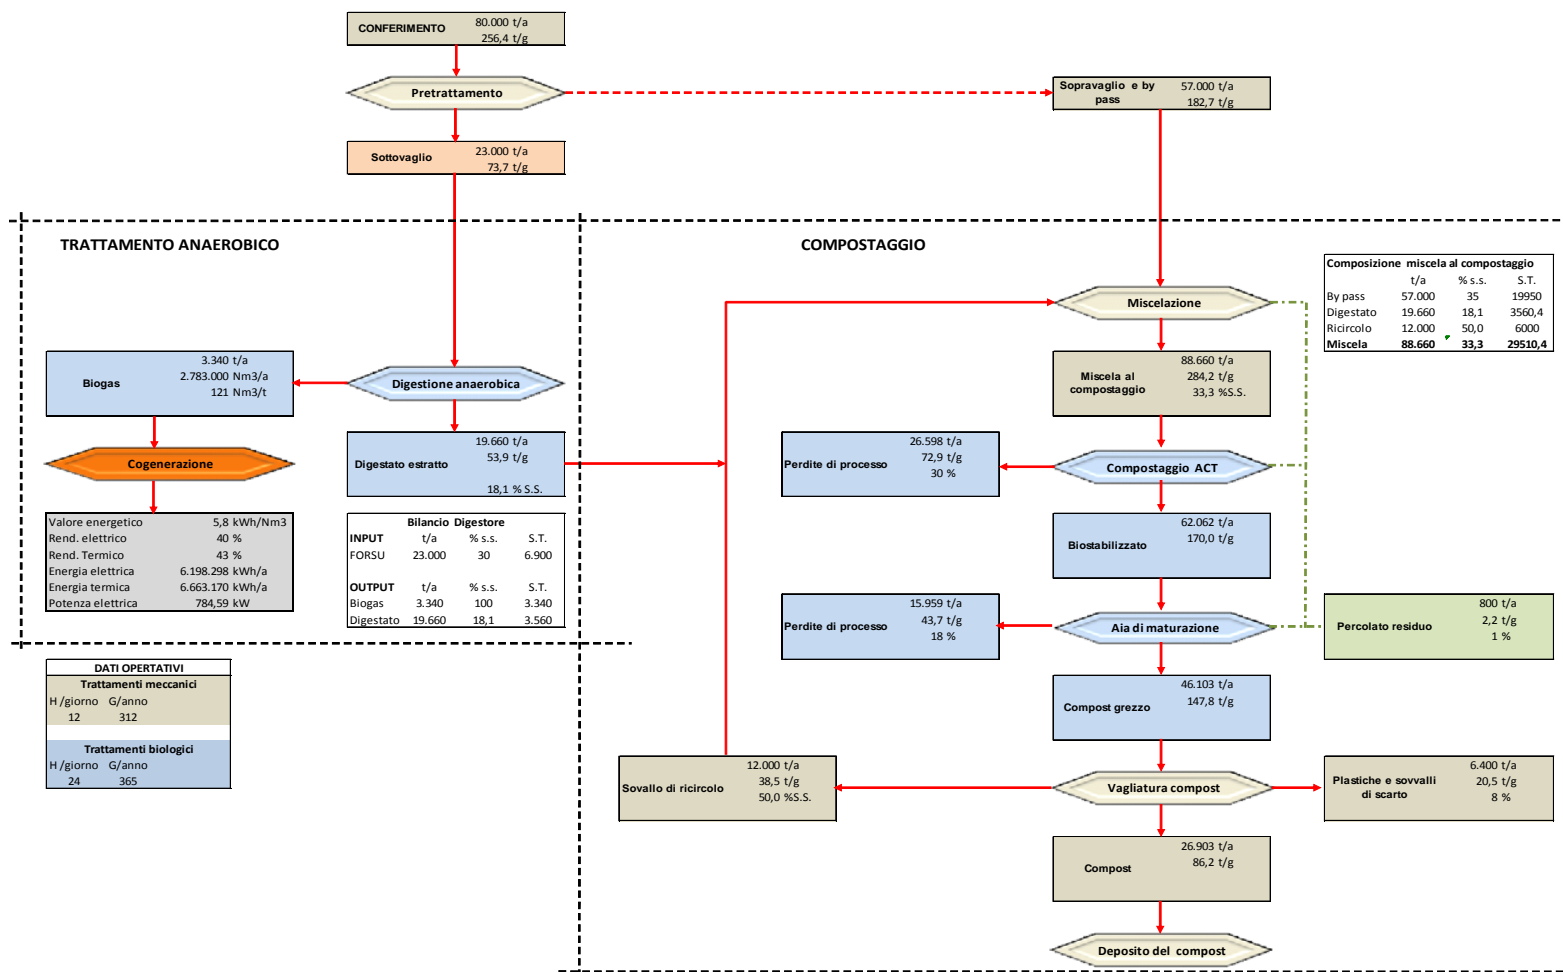 CONFERIMENTO
80.000 t/a
256,4 t/g
Pretrattamento
Sopravaglio e by
pass
57.000 t/a
182,7 t/g
Sottovaglio
23.000 t/a
73,7 t/g
TRATTAMENTO ANAEROBICO
COMPOSTAGGIO
Composizione miscela al compostaggio
t/a % s.s. S.T.
By pass 57.000 35 19950
Digestato 19.660 18,1 3560,4
Ricircolo 12.000 50,0 6000
Miscela 88.660 33,3 29510,4
Miscelazione
Biogas
3.340 t/a
2.783.000 Nm3/a
121 Nm3/t
Digestione anaerobica
Miscela al
compostaggio
88.660 t/a
284,2 t/g
33,3 %S.S.
Cogenerazione
Digestato estratto
19.660 t/a
53,9 t/g
18,1 % S.S.
Perdite di processo
26.598 t/a
72,9 t/g
30 %
Compostaggio ACT
Valore energetico 5,8 kWh/Nm3
Rend. elettrico 40 %
Rend. Termico 43 %
Energia elettrica 6.198.298 kWh/a
Energia termica 6.663.170 kWh/a
Potenza elettrica 784,59 kW
Bilancio Digestore
INPUT t/a % s.s. S.T.
FORSU 23.000 30 6.900
OUTPUT t/a % s.s. S.T.
Biogas 3.340 100 3.340
Digestato 19.660 18,1 3.560
Biostabilizzato
62.062 t/a
170,0 t/g
Perdite di processo
15.959 t/a
43,7 t/g
18 %
Aia di maturazione
Percolato residuo
800 t/a
2,2 t/g
1 %
DATI OPERTATIVI
Trattamenti meccanici
H /giorno G/anno
12 312
Trattamenti biologici
H /giorno G/anno
24 365
Compost grezzo
46.103 t/a
147,8 t/g
Sovallo di ricircolo
12.000 t/a
38,5 t/g
50,0 %S.S.
Vagliatura compost
Plastiche e sovvalli
di scarto
6.400 t/a
20,5 t/g
8 %
Compost
26.903 t/a
86,2 t/g
Deposito del compost